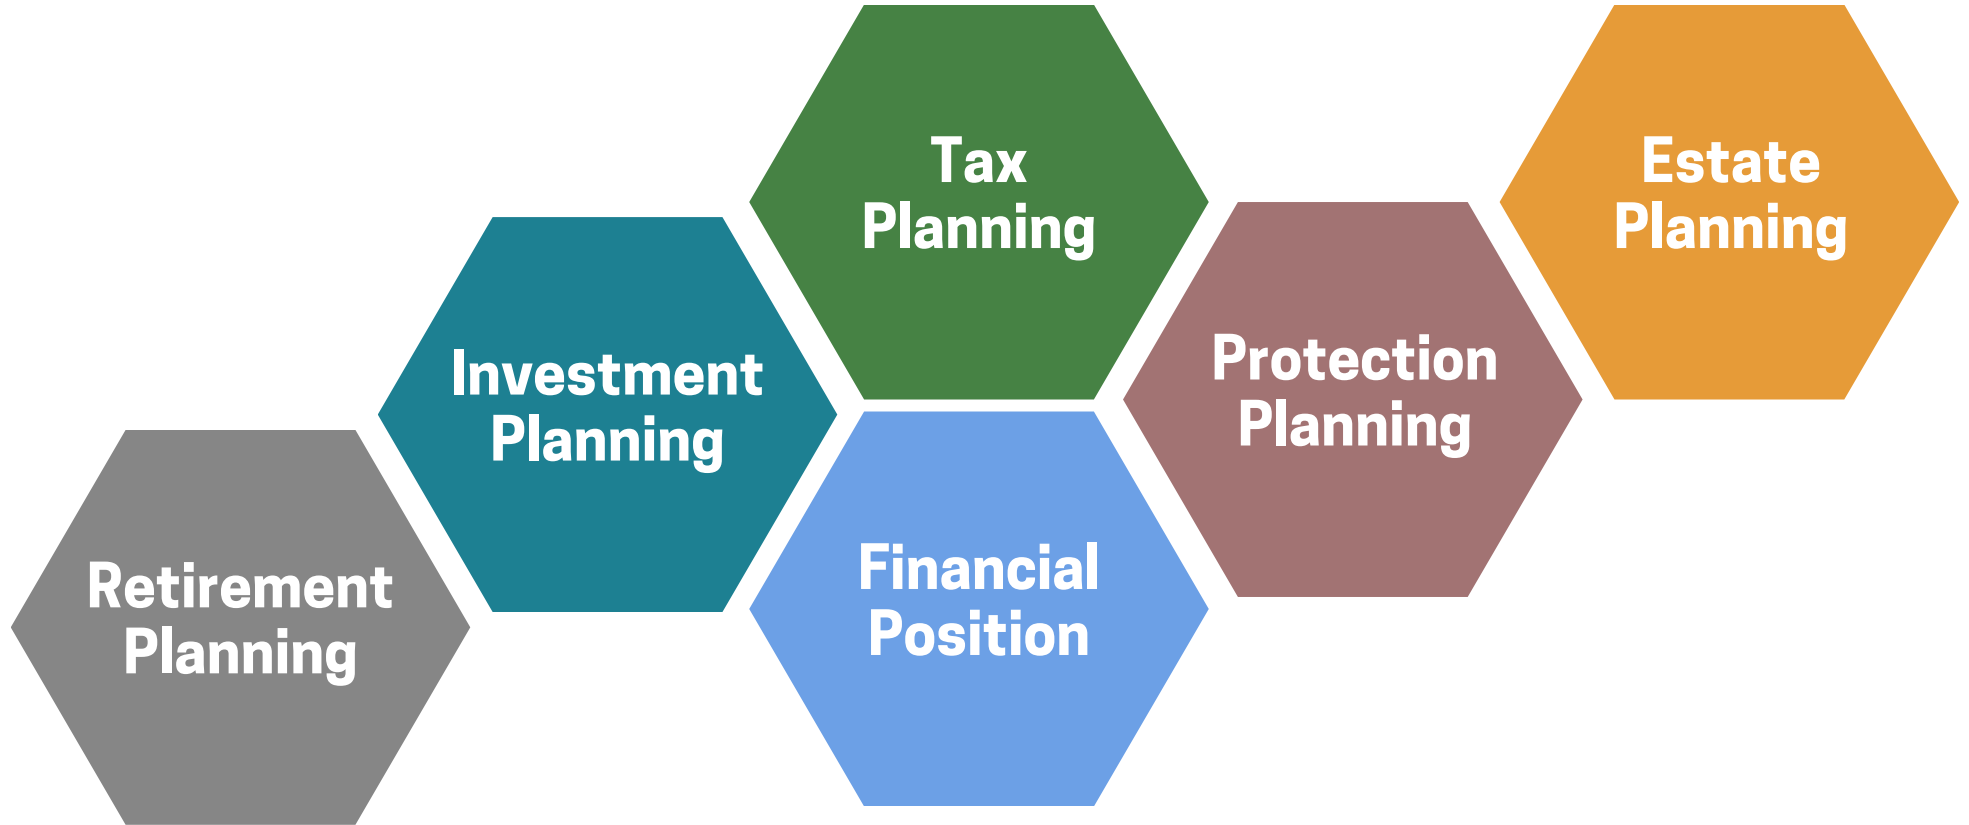 Retirement
Planning
Investment
Planning
Tax
Planning
Financial
Position
Protection
Planning
Estate
Planning